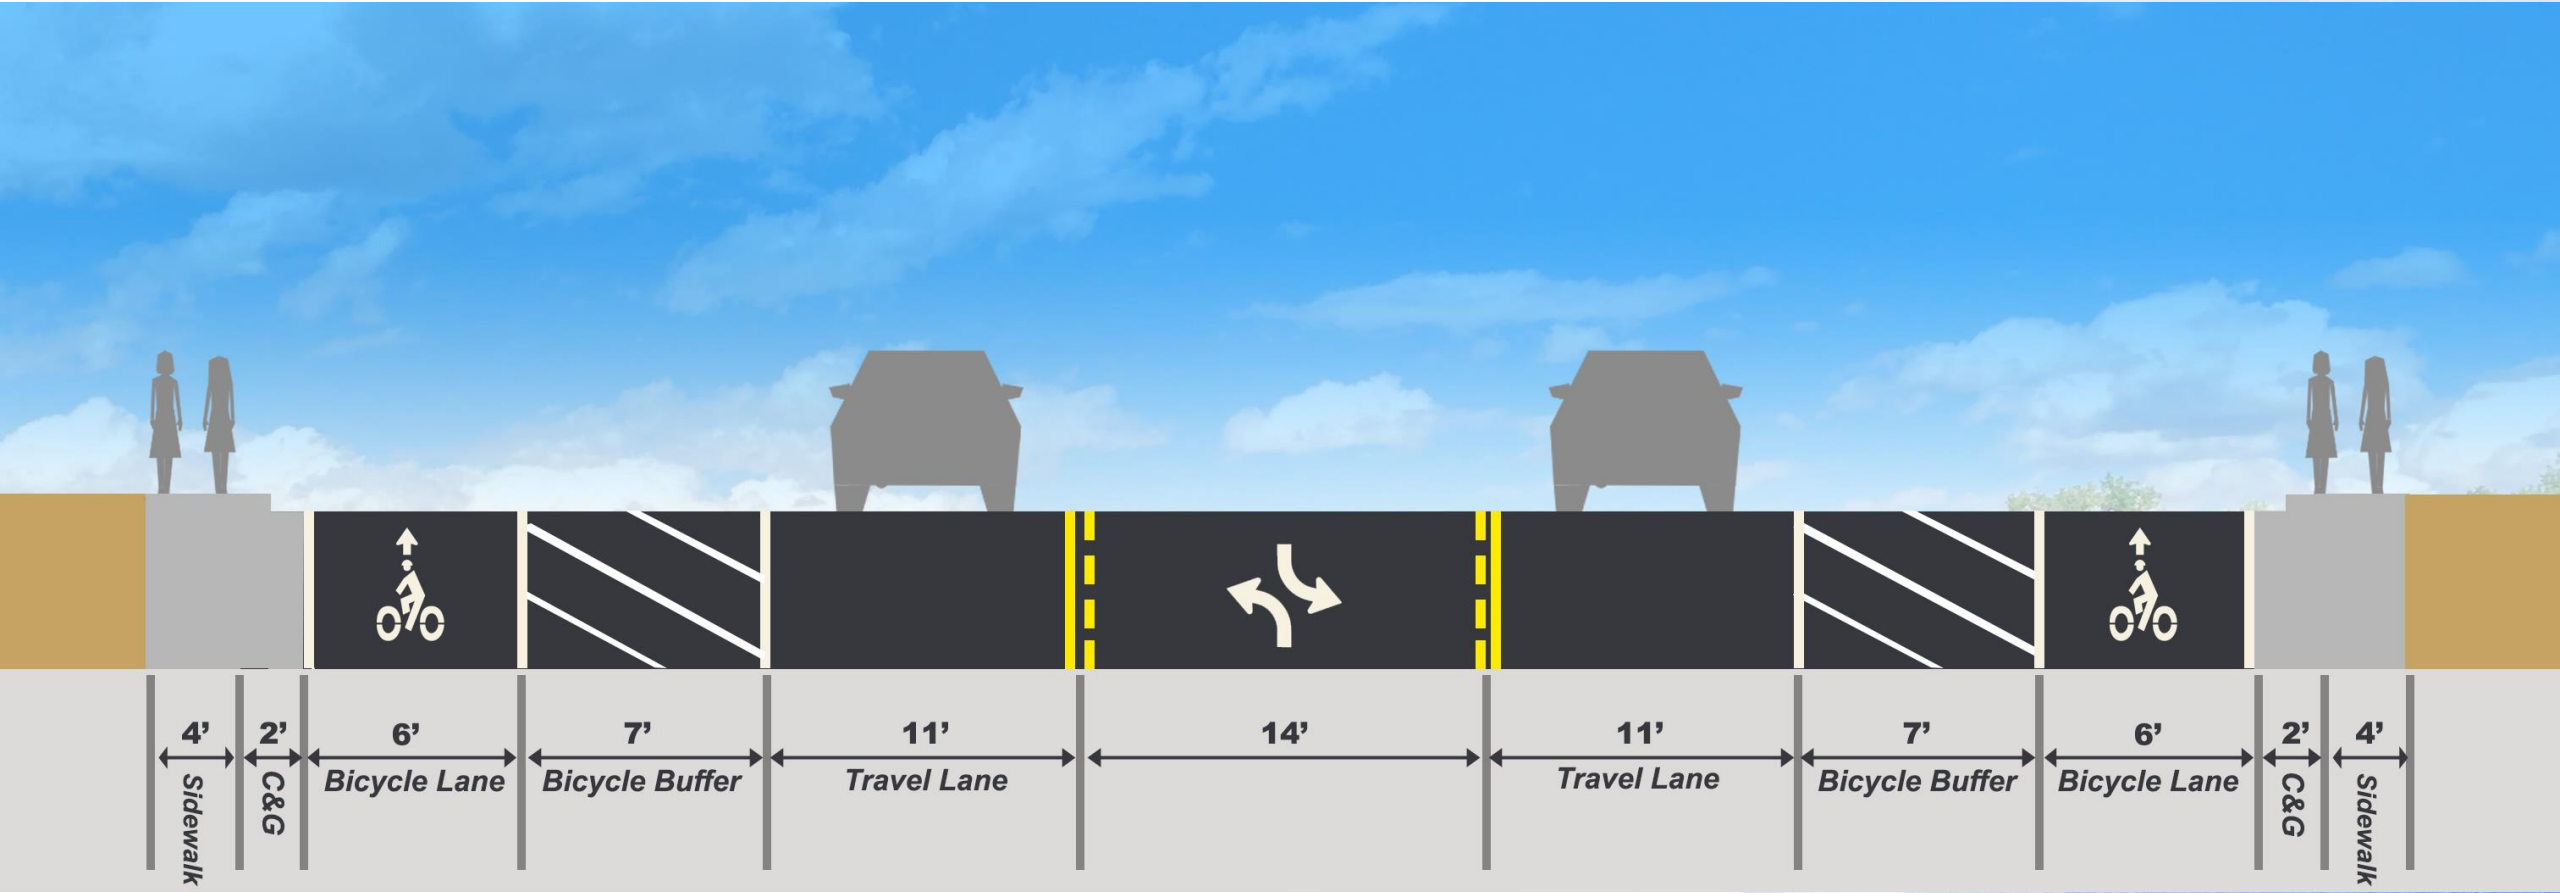 4’
2’
6’
7’
11’
14’
11’
7’
6’
2’
4’
Sidewalk
C&G
Bicycle Lane
Bicycle Buffer
Travel Lane
Travel Lane
Bicycle Buffer
Bicycle Lane
C&G
Sidewalk